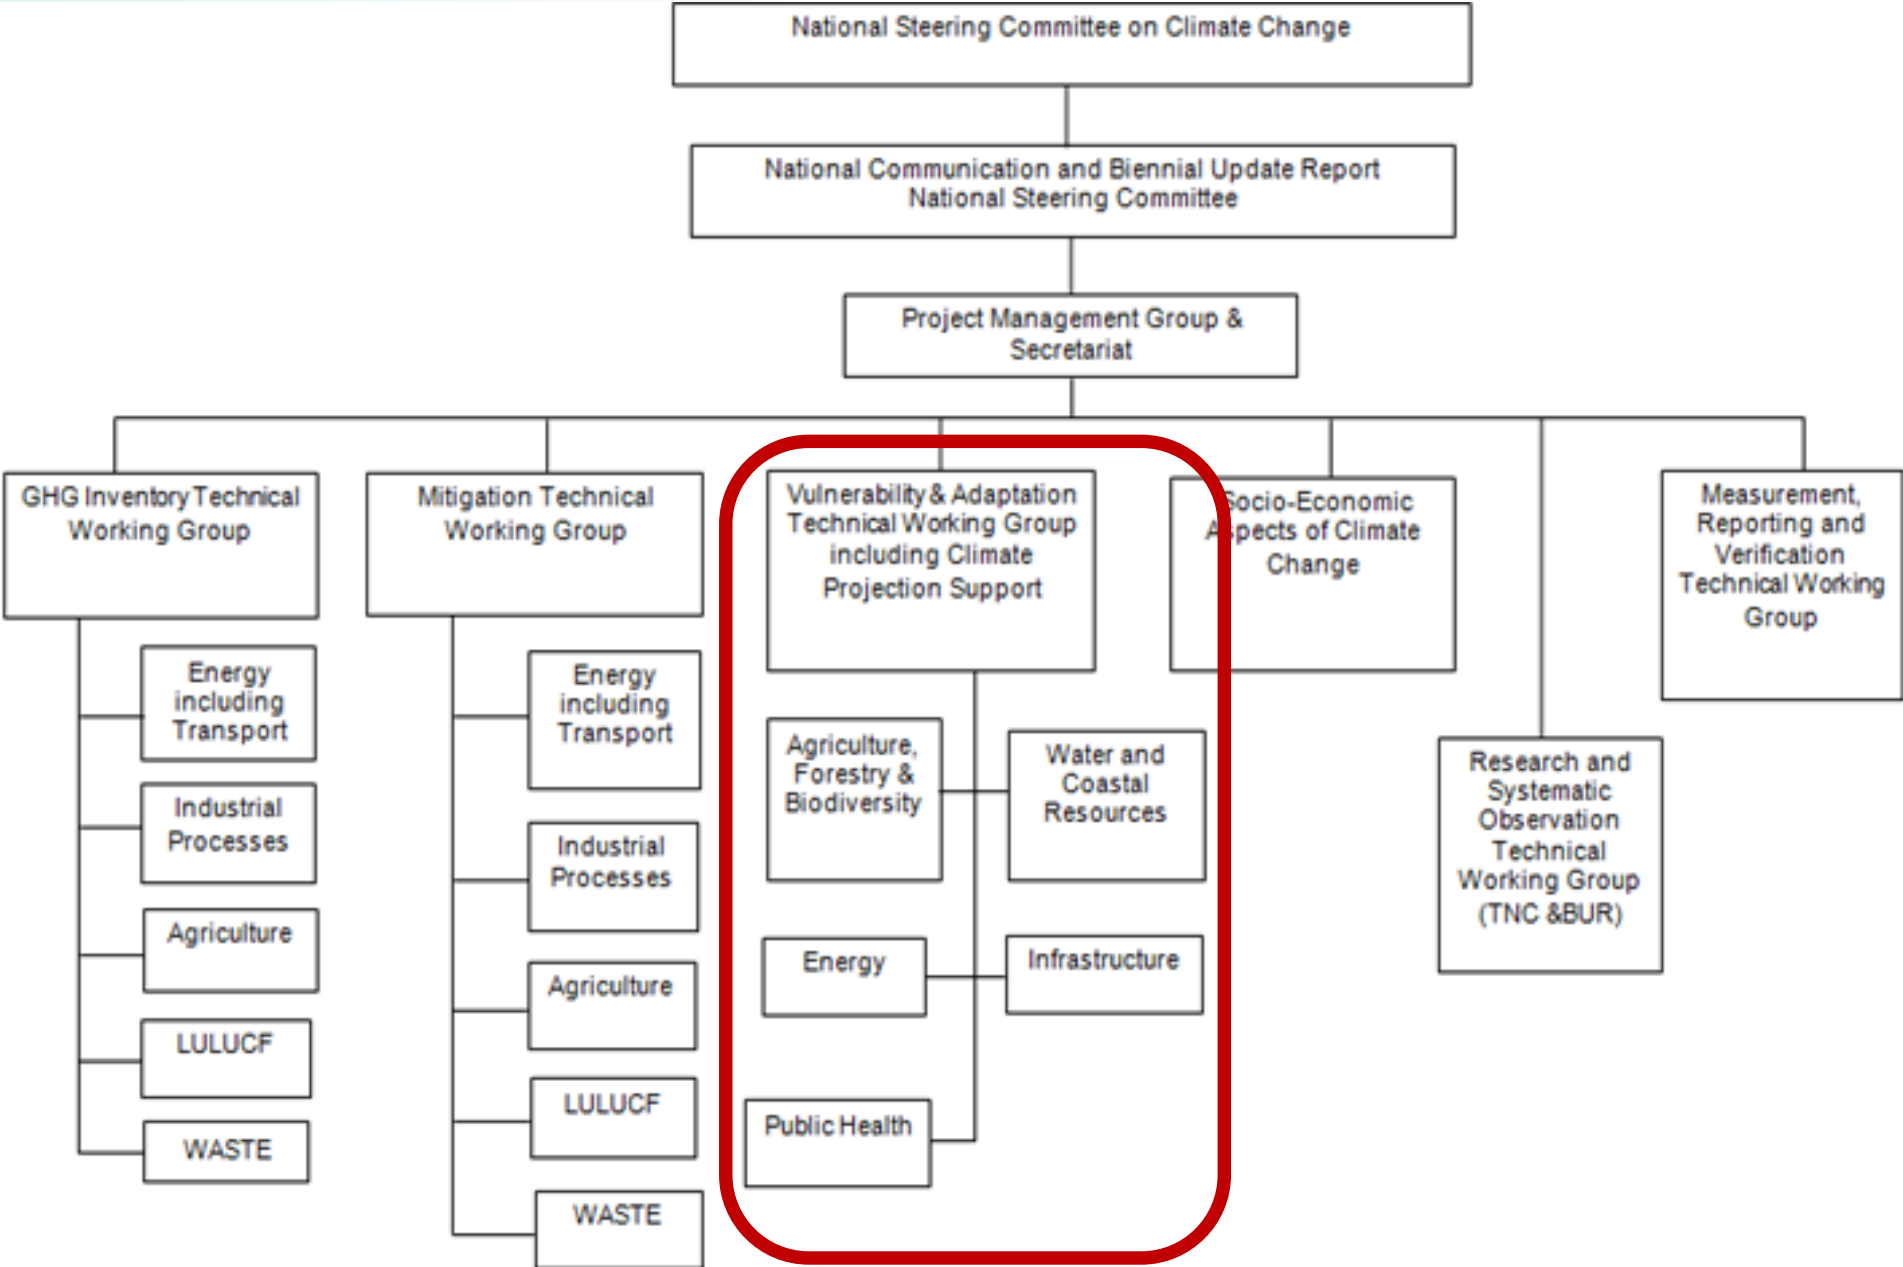 National Steering Committee on Climate Change
National Communication and Biennial Update Report
National Steering Committee
Project Management Group &
Secretariat
GHG Inventory Technical
Working Group
Energy
including
Transport
Industrial
Processes
Agriculture
LULUCF
WASTE
Mitigation Technical
Working Group
Energy
including
Transport
Industrial
Processes
Agriculture
LULUCF
WASTE
Vulnerability & Adaptation
Technical Working Group
including Climate
Projection Support
Agriculture,
Forestry &
Biodiversity
Water and
Coastal
Resources
Energy
Infrastructure
Public Health
Socio-Economic
Aspects of Climate
Change
Research and
Systematic
Observation
Technical
Working Group
(TNC &BUR)
Measurement,
Reporting and
Verification
Technical Working
Group